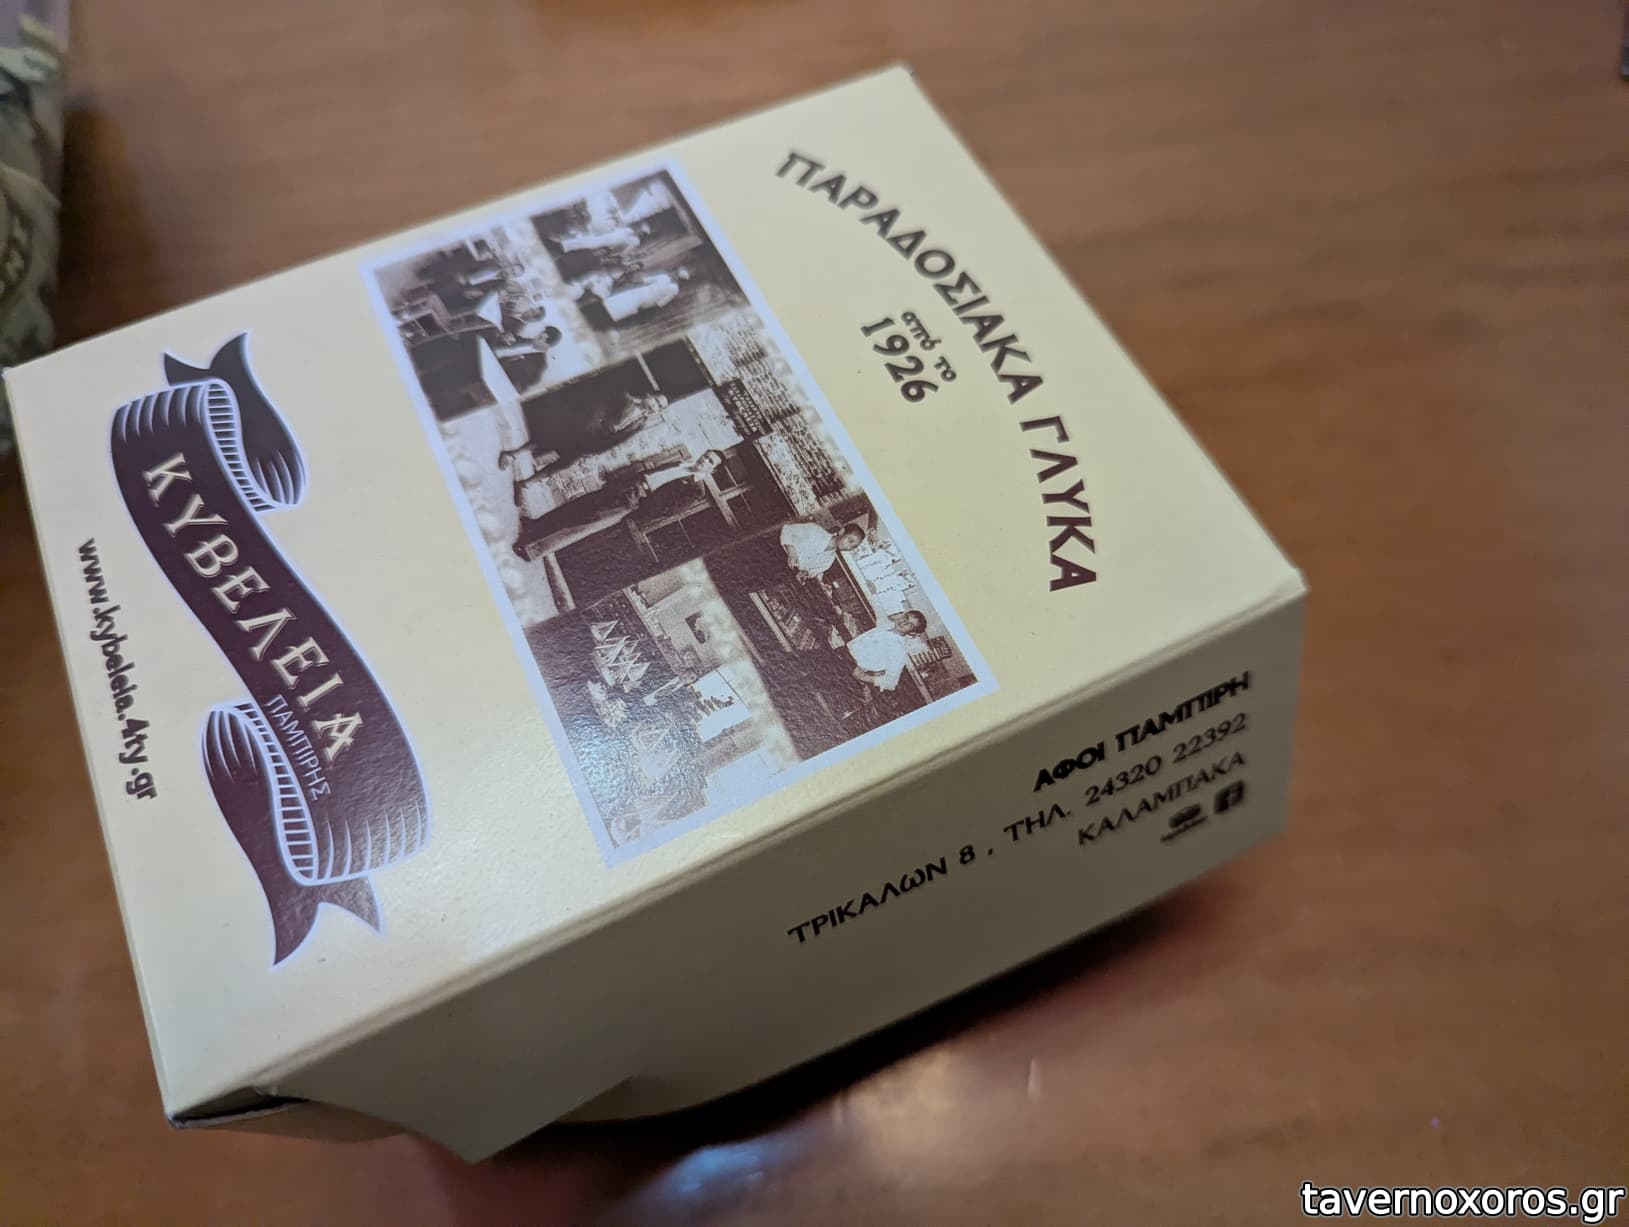 ΠΑΡΑΔΟΣΙΑΚΑ ΓΛΥΚΑ
από το
1926
ΚΥΒΕΛΕΙΑ
ΠΑΜΠΙΡΗΣ
www.kybeleia.4ty.gr
ΑΦΟΙ ΠΑΜΠΙΡΗ
ΤΡΙΚΑΛΩΝ 8 , ΤΗΛ. 24320 22392
ΚΑΛΑΜΠΑΚΑ
tavernoxoros.gr